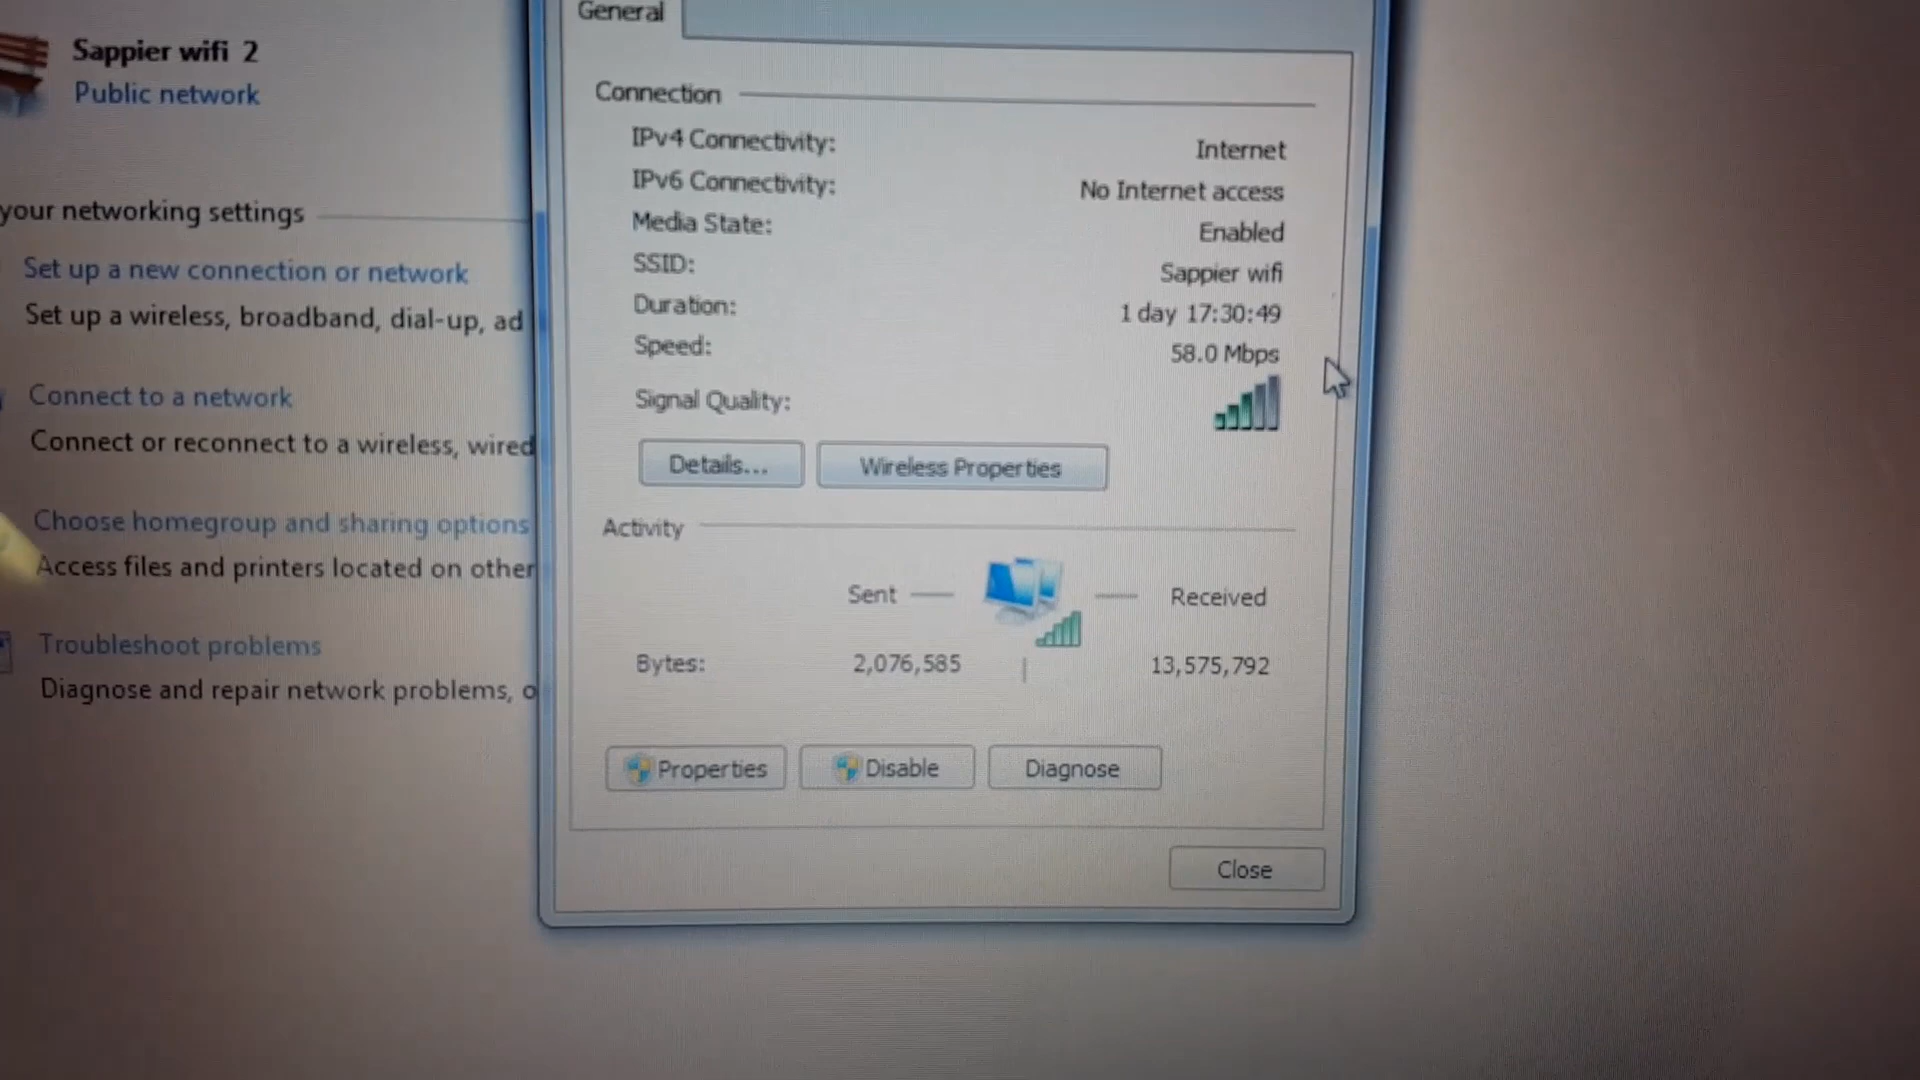 Sappier wifi 2
Public network
your networking settings
Set up a new connection or network
Set up a wireless, broadband, dial-up, ad
Connect to a network
Connect or reconnect to a wireless, wired
Choose homegroup and sharing options
Access files and printers located on other
Troubleshoot problems
Diagnose and repair network problems, o
General
Connection
IPv4 Connectivity: Internet
IPv6 Connectivity: No Internet access
Media State: Enabled
SSID: Sappier wifi
Duration: 1 day 17:30:49
Speed: 58.0 Mbps
Signal Quality:
Details... Wireless Properties
Activity
Sent Received
Bytes: 2,076,585 13,575,792
Properties Disable Diagnose
Close